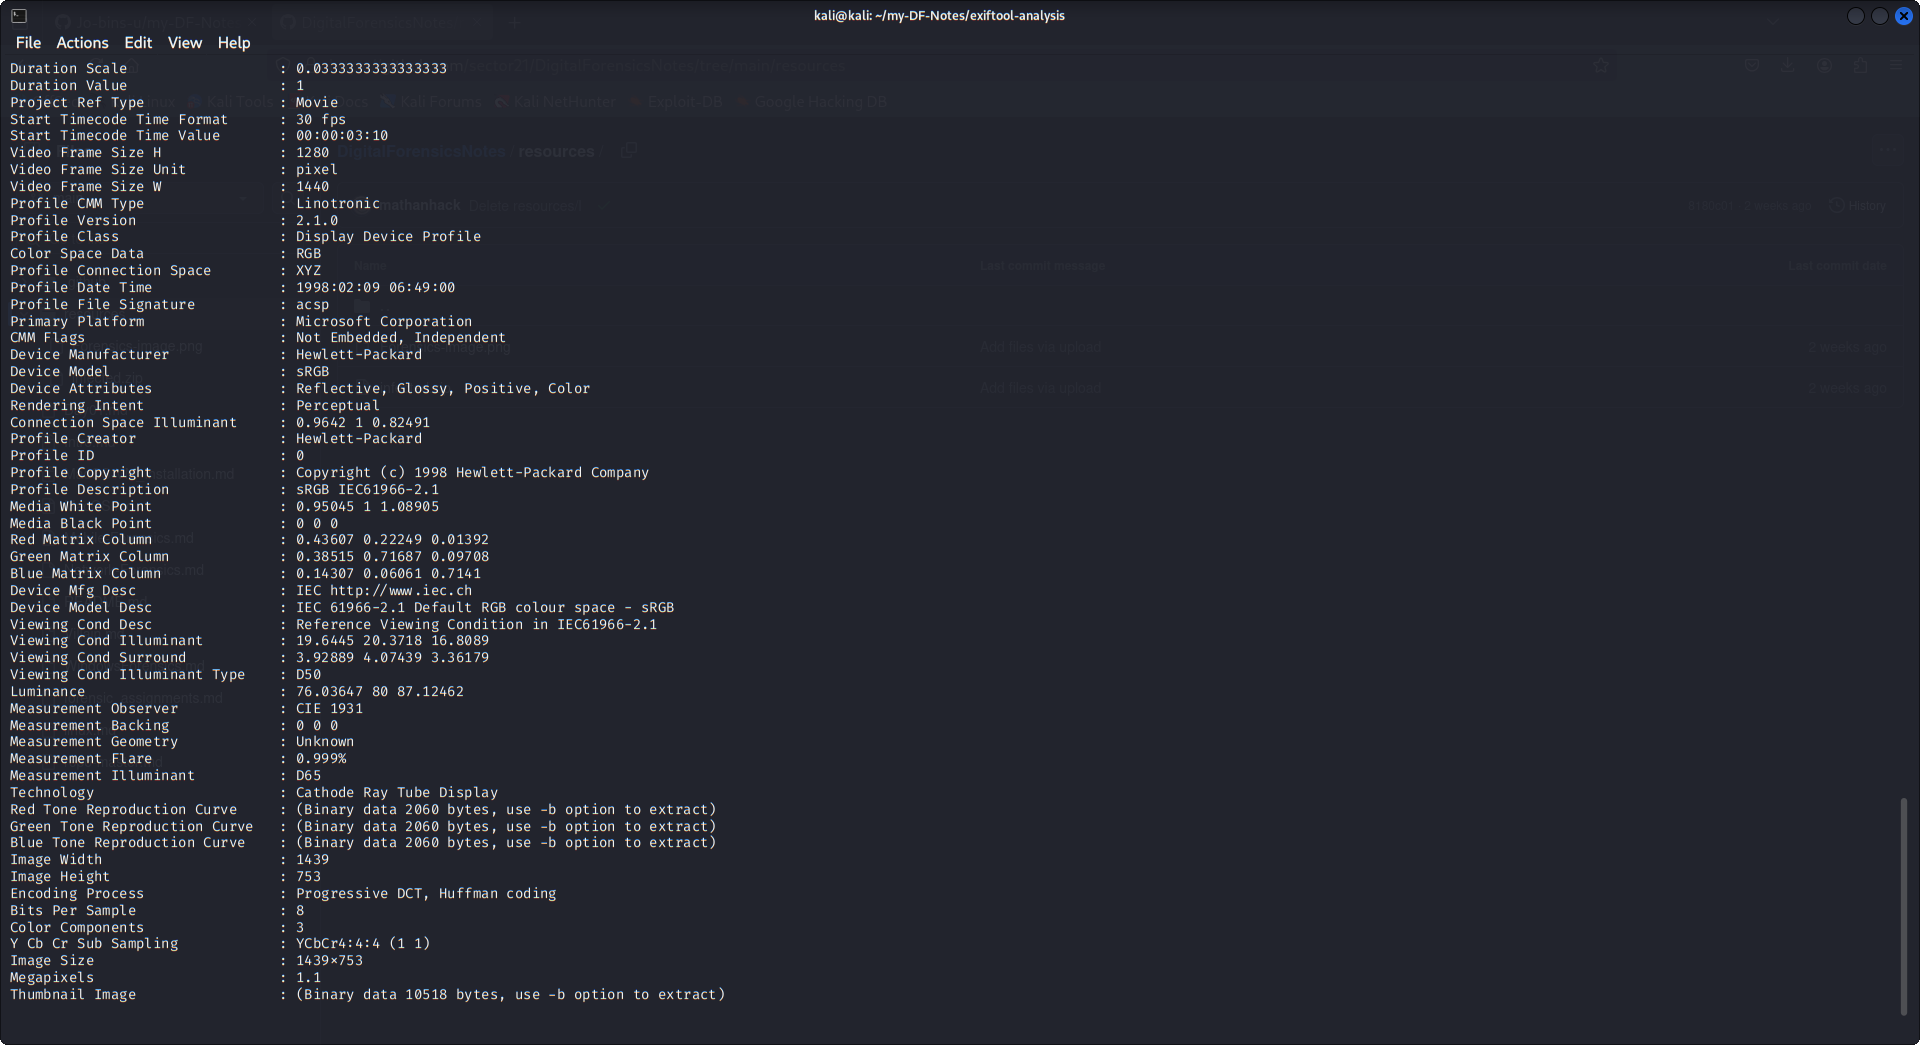 kali@kali: ~/my-DF-Notes/exiftool-analysis
File Actions Edit View Help
Duration Scale : 0.0333333333333333
Duration Value : 1
Project Ref Type : Movie
Start Timecode Time Format : 30 fps
Start Timecode Time Value : 00:00:03:10
Video Frame Size H : 1280
Video Frame Size Unit : pixel
Video Frame Size W : 1440
Profile CMM Type : Linotronic
Profile Version : 2.1.0
Profile Class : Display Device Profile
Color Space Data : RGB
Profile Connection Space : XYZ
Profile Date Time : 1998:02:09 06:49:00
Profile File Signature : acsp
Primary Platform : Microsoft Corporation
CMM Flags : Not Embedded, Independent
Device Manufacturer : Hewlett-Packard
Device Model : sRGB
Device Attributes : Reflective, Glossy, Positive, Color
Rendering Intent : Perceptual
Connection Space Illuminant : 0.9642 1 0.82491
Profile Creator : Hewlett-Packard
Profile ID : 0
Profile Copyright : Copyright (c) 1998 Hewlett-Packard Company
Profile Description : sRGB IEC61966-2.1
Media White Point : 0.95045 1 1.08905
Media Black Point : 0 0 0
Red Matrix Column : 0.43607 0.22249 0.01392
Green Matrix Column : 0.38515 0.71687 0.09708
Blue Matrix Column : 0.14307 0.06061 0.7141
Device Mfg Desc : IEC http://www.iec.ch
Device Model Desc : IEC 61966-2.1 Default RGB colour space - sRGB
Viewing Cond Desc : Reference Viewing Condition in IEC61966-2.1
Viewing Cond Illuminant : 19.6445 20.3718 16.8089
Viewing Cond Surround : 3.92889 4.07439 3.36179
Viewing Cond Illuminant Type : D50
Luminance : 76.03647 80 87.12462
Measurement Observer : CIE 1931
Measurement Backing : 0 0 0
Measurement Geometry : Unknown
Measurement Flare : 0.999%
Measurement Illuminant : D65
Technology : Cathode Ray Tube Display
Red Tone Reproduction Curve : (Binary data 2060 bytes, use -b option to extract)
Green Tone Reproduction Curve : (Binary data 2060 bytes, use -b option to extract)
Blue Tone Reproduction Curve : (Binary data 2060 bytes, use -b option to extract)
Image Width : 1439
Image Height : 753
Encoding Process : Progressive DCT, Huffman coding
Bits Per Sample : 8
Color Components : 3
Y Cb Cr Sub Sampling : YCbCr4:4:4 (1 1)
Image Size : 1439×753
Megapixels : 1.1
Thumbnail Image : (Binary data 10518 bytes, use -b option to extract)